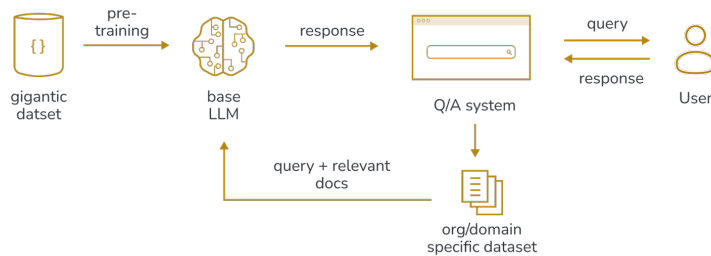 pre-
training
{ }
gigantic
datset
base
LLM
response
Q/A system
query
response
User
query + relevant
docs
org/domain
specific dataset